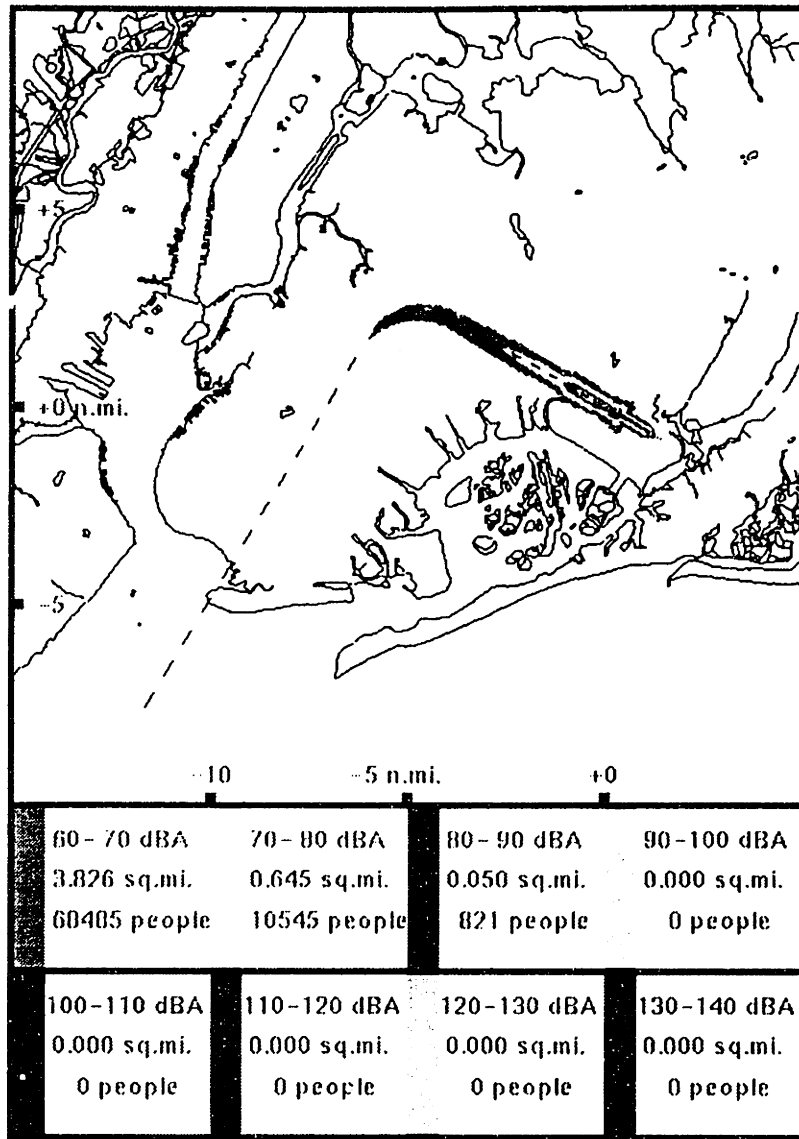 +5
+0 n.mi.
-5
-10 -5 n.mi. +0
60-70 dBA 70-80 dBA 80-90 dBA 90-100 dBA
3.826 sq.mi. 0.645 sq.mi. 0.050 sq.mi. 0.000 sq.mi.
60485 people 10545 people 821 people 0 people
100-110 dBA 110-120 dBA 120-130 dBA 130-140 dBA
0.000 sq.mi. 0.000 sq.mi. 0.000 sq.mi. 0.000 sq.mi.
0 people 0 people 0 people 0 people